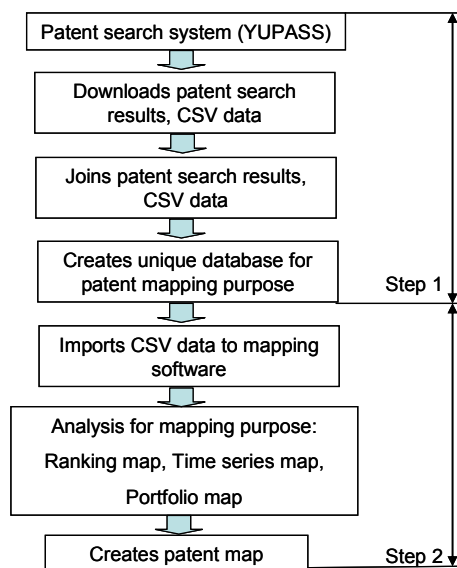 Patent search system (YUPASS)
Downloads patent search
results, CSV data
Joins patent search results,
CSV data
Creates unique database for
patent mapping purpose
Step 1
Imports CSV data to mapping
software
Analysis for mapping purpose:
Ranking map, Time series map,
Portfolio map
Creates patent map
Step 2